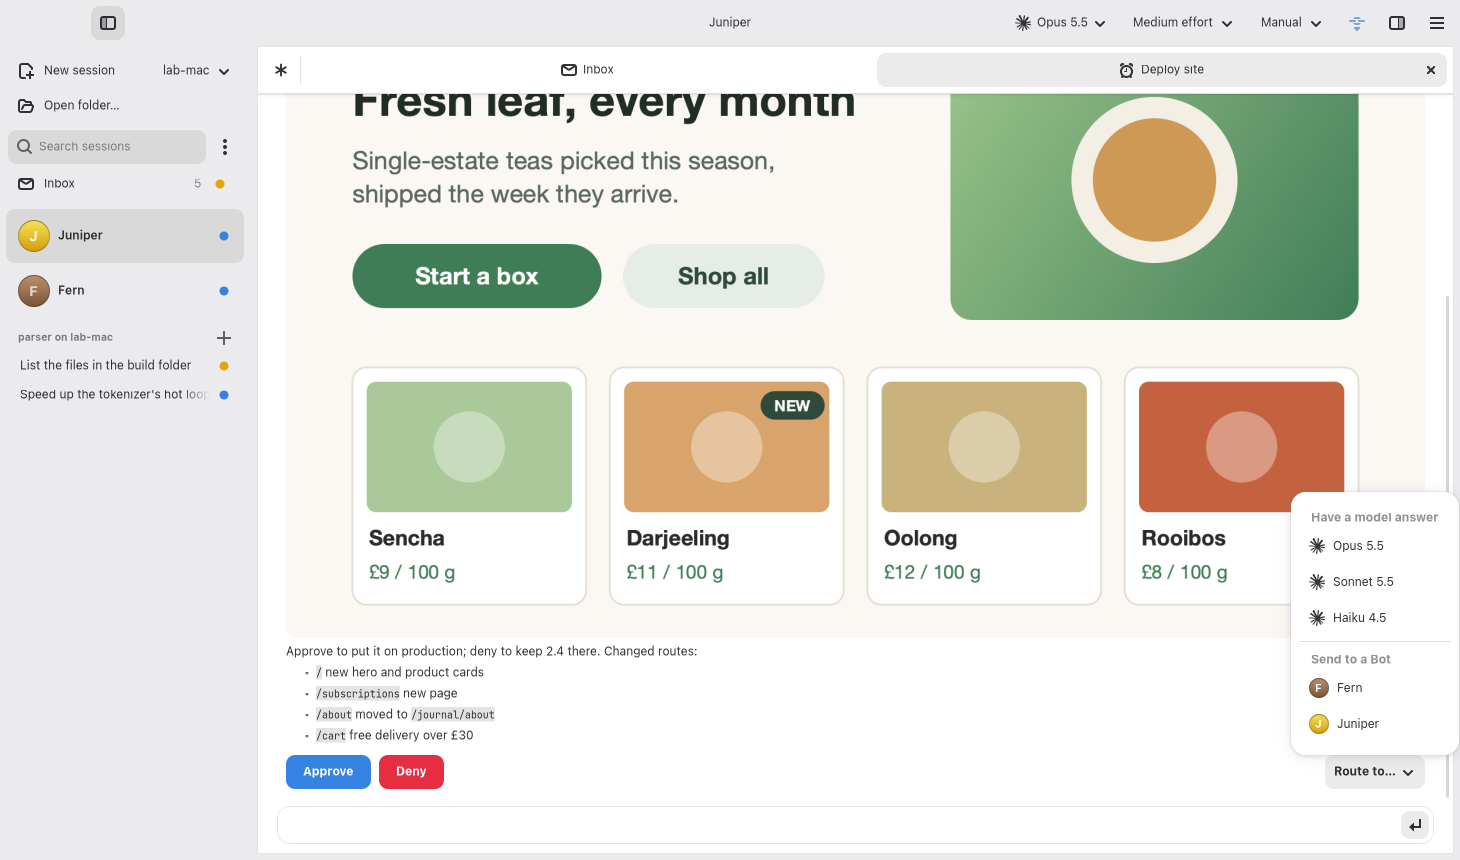 Juniper
Opus 5.5
Medium effort
Manual
New session
lab-mac
Open folder...
Search sessions
Inbox
5
J
Juniper
F
Fern
parser on lab-mac
List the files in the build folder
Speed up the tokenizer's hot loop
Inbox
Deploy site
Fresh leaf, every month
Single-estate teas picked this season,
shipped the week they arrive.
Start a box
Shop all
NEW
Sencha
£9 / 100 g
Darjeeling
£11 / 100 g
Oolong
£12 / 100 g
Rooibos
£8 / 100 g
Approve to put it on production; deny to keep 2.4 there. Changed routes:
- / new hero and product cards
- /subscriptions new page
- /about moved to /journal/about
- /cart free delivery over £30
Approve
Deny
Have a model answer
Opus 5.5
Sonnet 5.5
Haiku 4.5
Send to a Bot
F
Fern
J
Juniper
Route to...